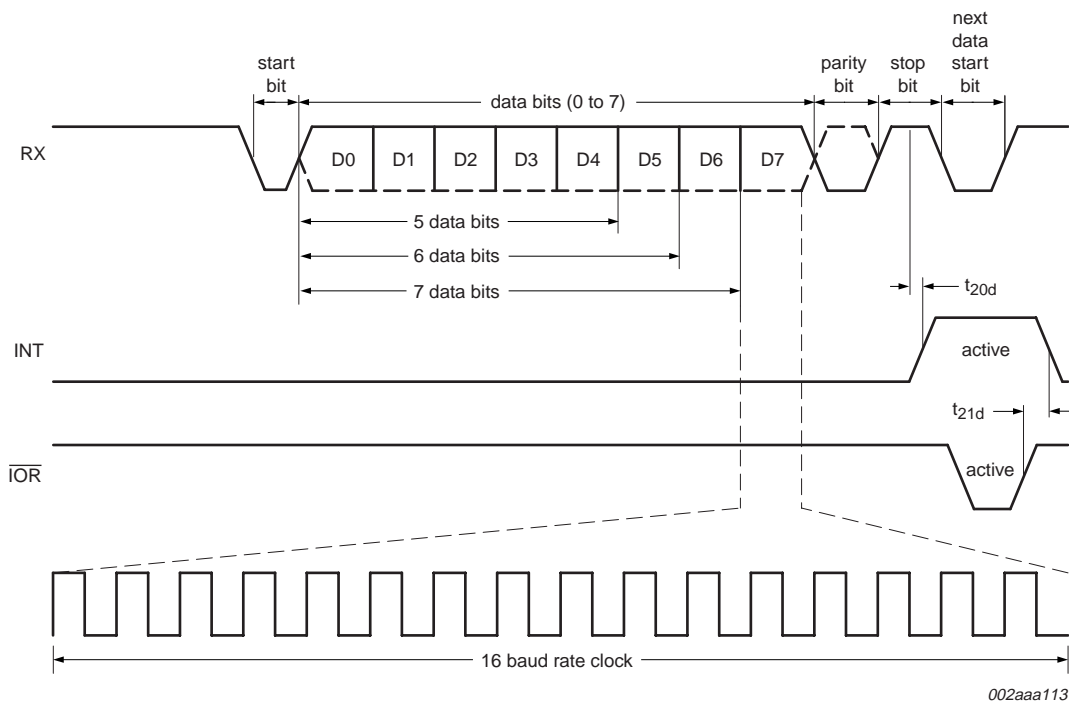 next
data
start
bit
start
bit
parity
bit
stop
bit
data bits (0 to 7)
RX
D0 D1 D2 D3 D4 D5 D6 D7
5 data bits
6 data bits
7 data bits
t20d
INT
active
t21d
IOR
active
16 baud rate clock
002aaa113